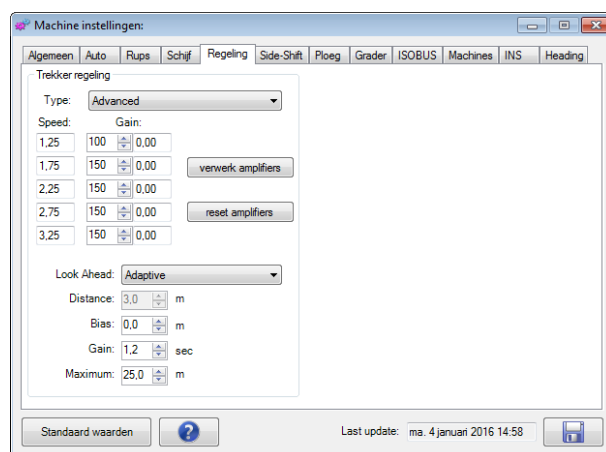 Machine instellingen:
Algemeen Auto Rups Schijf Regeling Side-Shift Ploeg Grader ISOBUS Machines INS Heading
Trekker regeling
Type: Advanced
Speed: Gain:
1,25 100 0,00
1,75 150 0,00 verwerk amplifiers
2,25 150 0,00
2,75 150 0,00 reset amplifiers
3,25 150 0,00
Look Ahead: Adaptive
Distance: 3,0 m
Bias: 0,0 m
Gain: 1,2 sec
Maximum: 25,0 m
Standaard waarden ? Last update: ma. 4 januari 2016 14:58